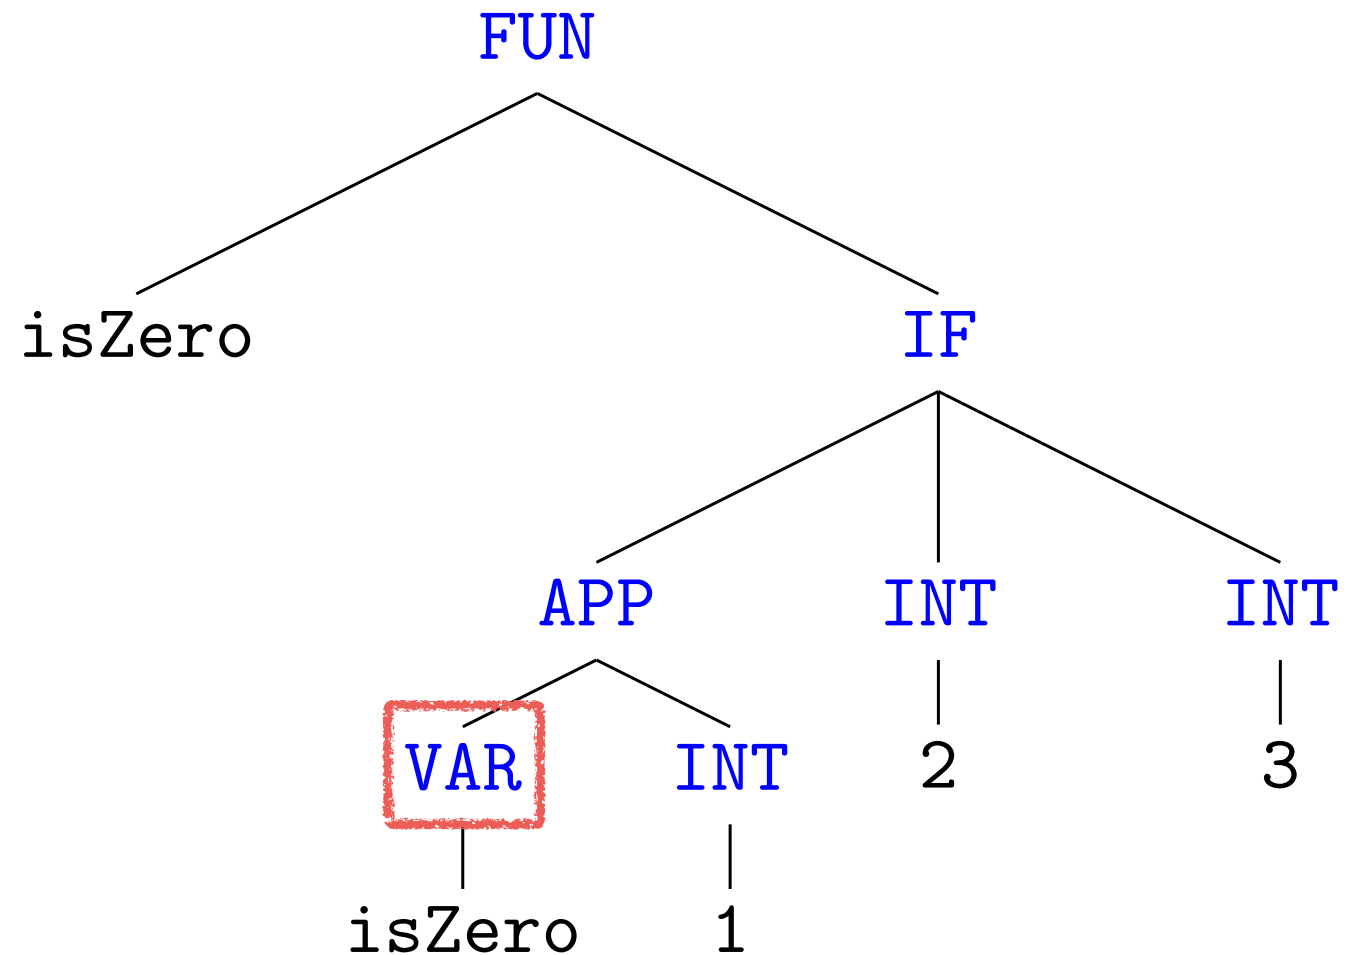 FUN
isZero IF
APP INT INT
VAR INT 2 3
isZero 1